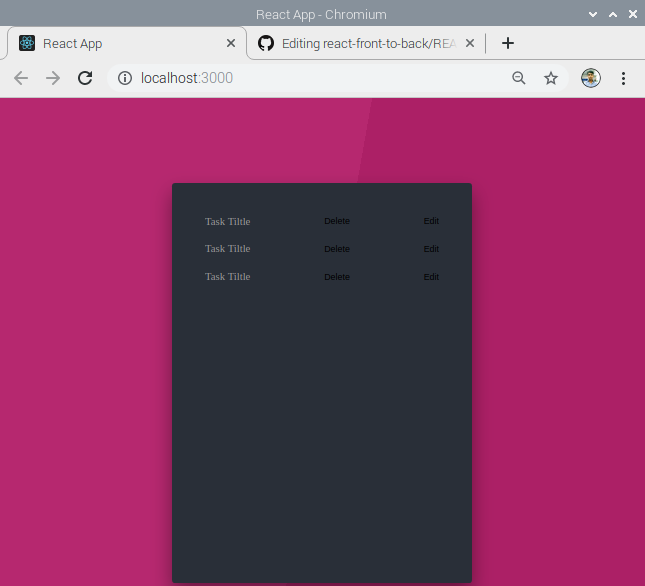 React App - Chromium
React App
Editing react-front-to-back/REA
localhost:3000
Task Tiltle Delete Edit
Task Tiltle Delete Edit
Task Tiltle Delete Edit